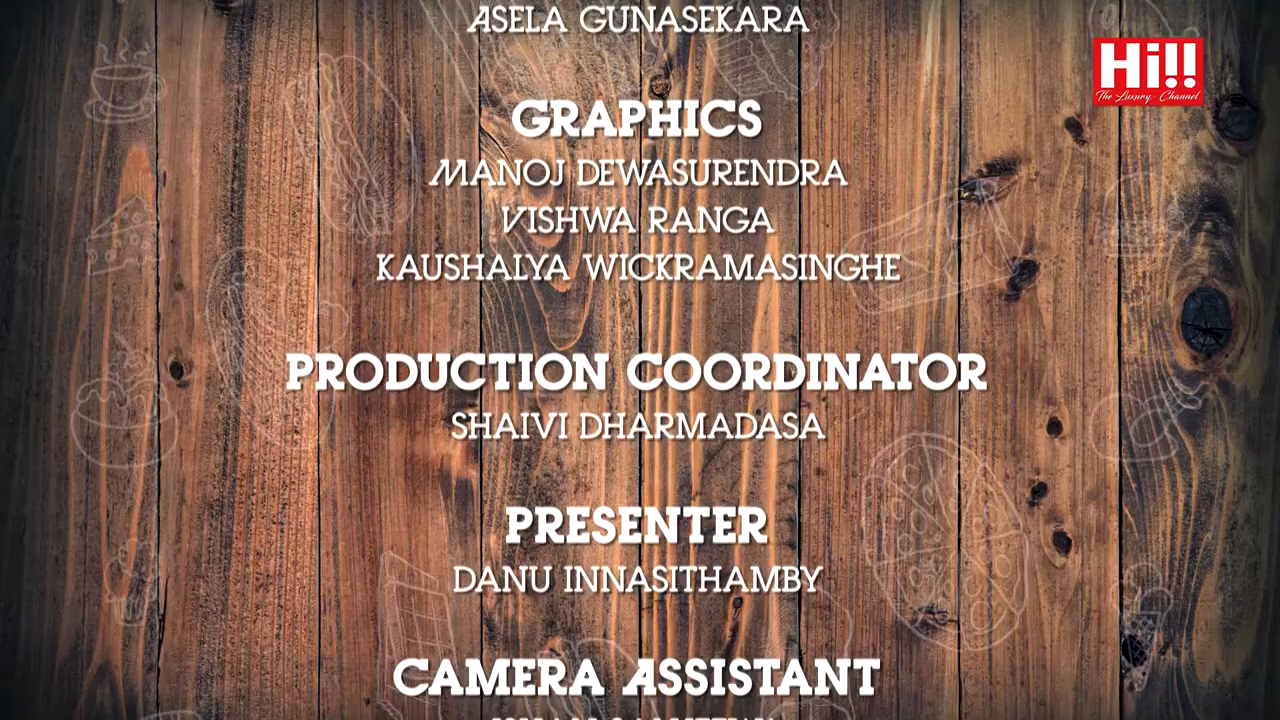 ASELA GUNASEKARA
Hi!!
The Luxury Channel
GRAPHICS
MANOJ DEWASURENDRA
VISHWA RANGA
KAUSHALYA WICKRAMASINGHE
PRODUCTION COORDINATOR
SHAIVI DHARMADASA
PRESENTER
DANU INNASITHAMBY
CAMERA ASSISTANT